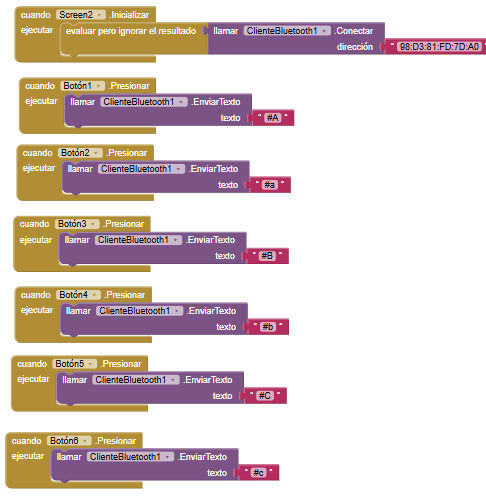 cuando Screen2 .Inicializar
ejecutar evaluar pero ignorar el resultado llamar ClienteBluetooth1 .Conectar
dirección " 98:D3:81:FD:7D:A0
cuando Botón1 .Presionar
ejecutar llamar ClienteBluetooth1 .EnviarTexto
texto " #A "
cuando Botón2 .Presionar
ejecutar llamar ClienteBluetooth1 .EnviarTexto
texto " #a "
cuando Botón3 .Presionar
ejecutar llamar ClienteBluetooth1 .EnviarTexto
texto " #B "
cuando Botón4 .Presionar
ejecutar llamar ClienteBluetooth1 .EnviarTexto
texto " #b "
cuando Botón5 .Presionar
ejecutar llamar ClienteBluetooth1 .EnviarTexto
texto " #C "
cuando Botón6 .Presionar
ejecutar llamar ClienteBluetooth1 .EnviarTexto
texto " #c "